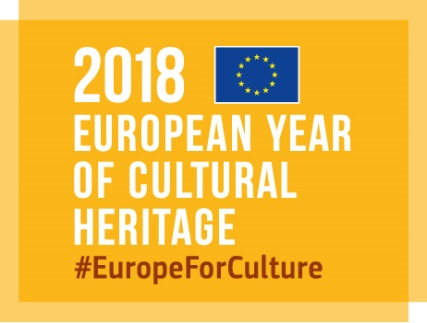 2018
EUROPEAN YEAR
OF CULTURAL
HERITAGE
#EuropeForCulture